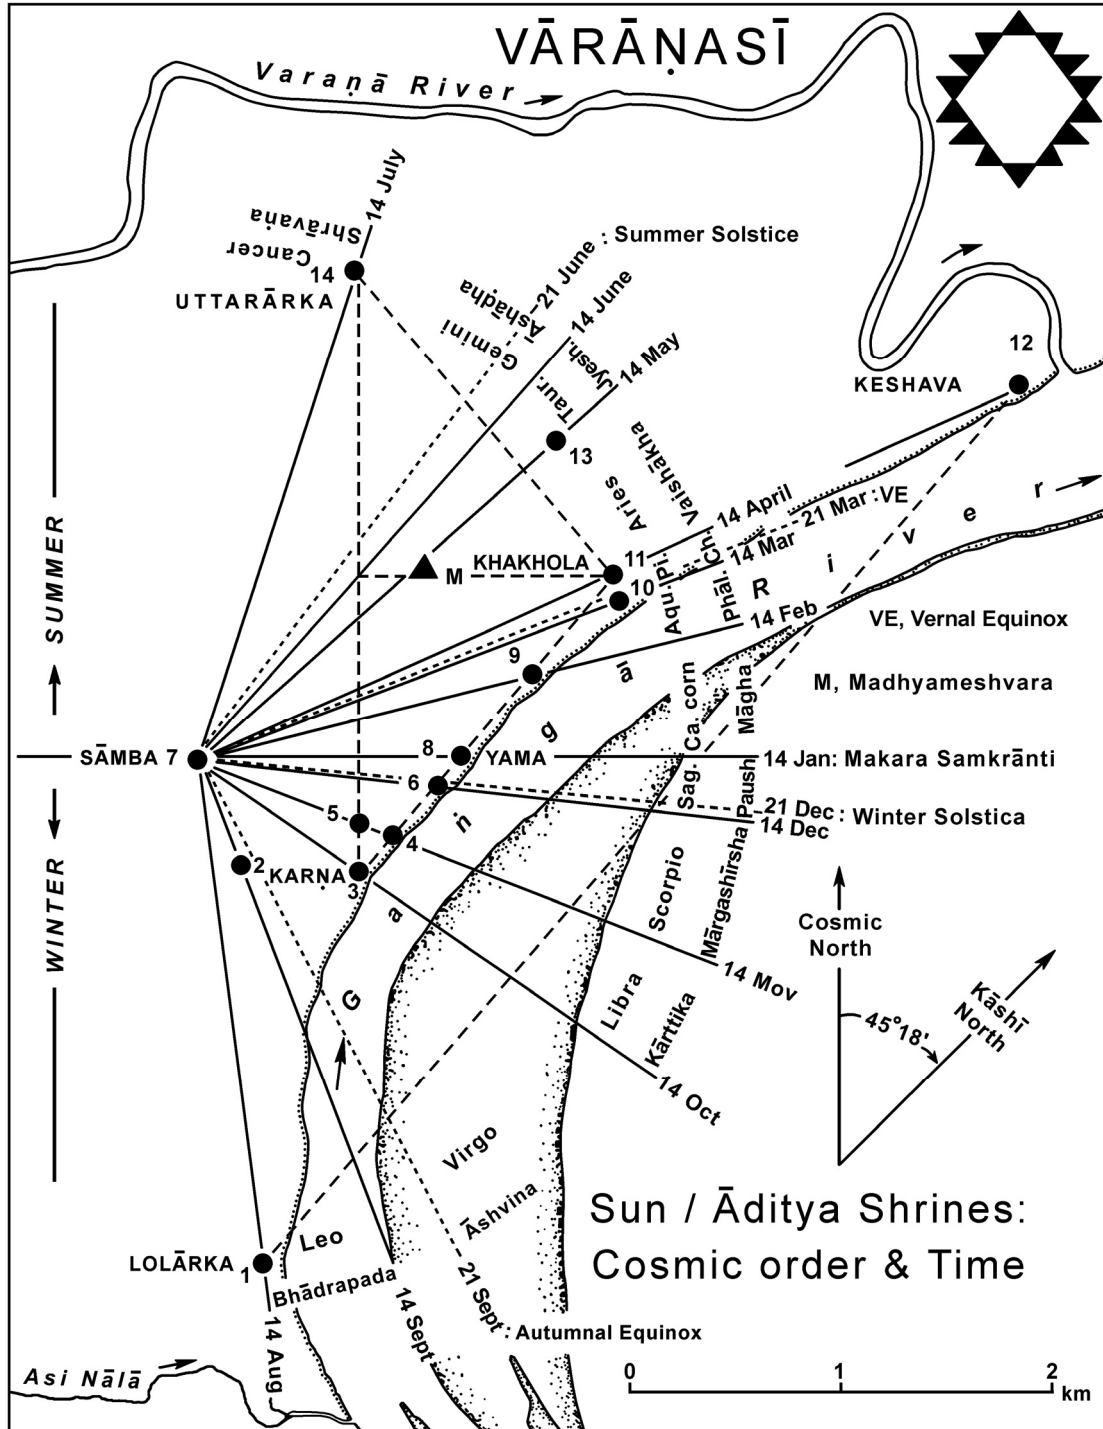 VĀRĀṆASĪ
Varaṇā River
14 July
Shrāvaṅa
Cancer
14
UTTARĀRKA
21 June : Summer Solstice
Āshāḍha
Gemini
14 June
Jyesh.
Taur.
14 May
13
12
KESHAVA
Vaishākha
Aries
14 April
21 Mar :VE
14 Mar
Ch.
Pi.
Phāl.
Aqu.
KHAKHOLA
11
M
10
14 Feb
VE, Vernal Equinox
M, Madhyameshvara
9
Gaṅgā River
Māgha
Ca. corn
SUMMER
SĀMBA 7
8
YAMA
14 Jan: Makara Samkrānti
6
Sag.
Paush
21 Dec : Winter Solstica
14 Dec
5
4
2
KARṆA
3
WINTER
Scorpio
Mārgashīrsha
14 Mov
Libra
Kārttika
14 Oct
Cosmic
North
Kāshī
North
45°18'
Virgo
Āshvina
Leo
Bhādrapada
LOLĀRKA
1
14 Aug
14 Sept
21 Sept : Autumnal Equinox
Sun / Āditya Shrines:
Cosmic order & Time
Asi Nālā
0 1 2
km